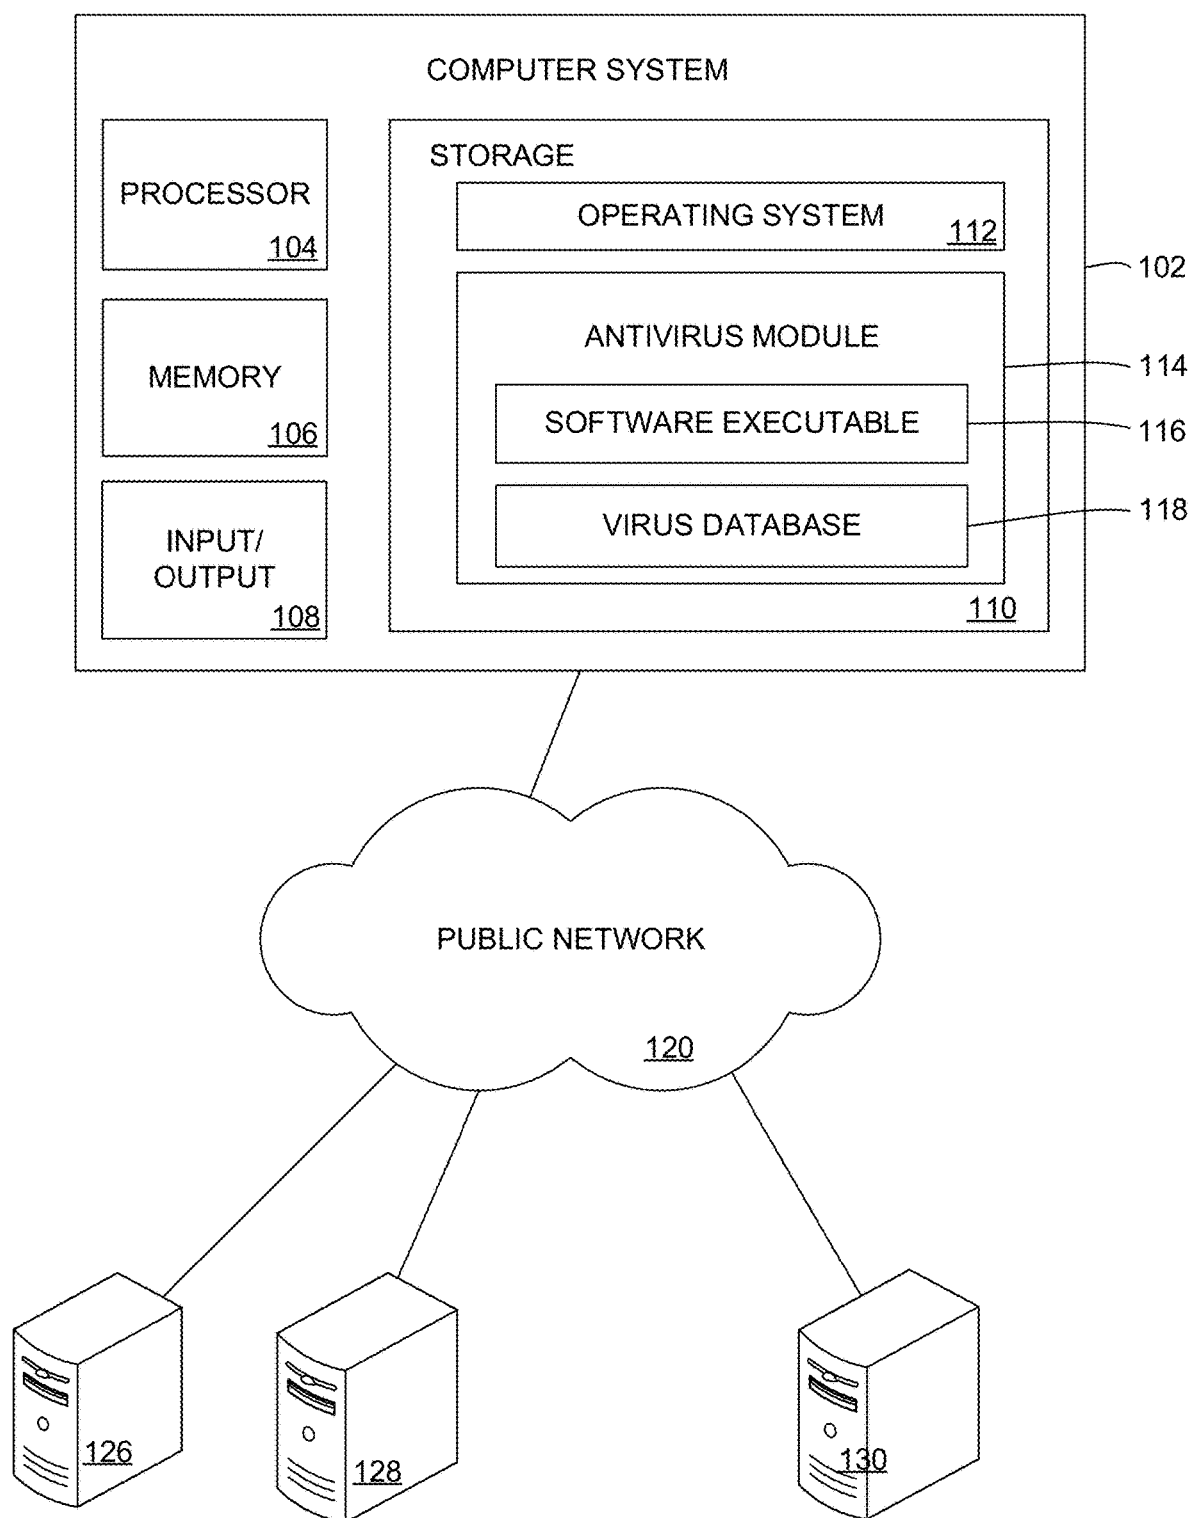 COMPUTER SYSTEM
PROCESSOR
104
MEMORY
106
INPUT/
OUTPUT
108
STORAGE
OPERATING SYSTEM
112
ANTIVIRUS MODULE
SOFTWARE EXECUTABLE
VIRUS DATABASE
110
102
114
116
118
PUBLIC NETWORK
120
126
128
130